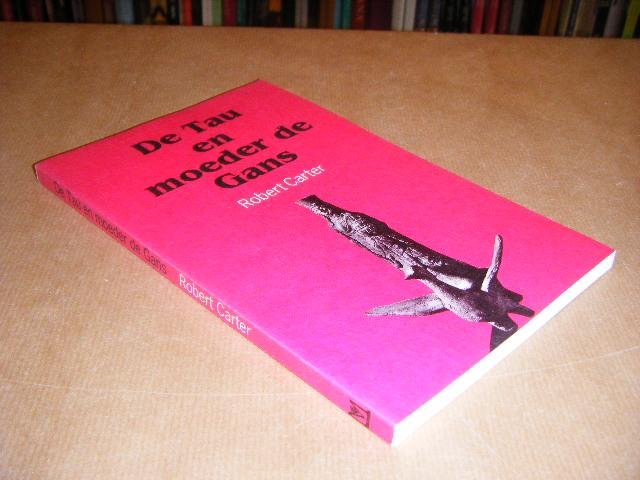 De Tau
en
moeder de
Gans
Robert Carter
De Tau en moeder de Gans Robert Carter